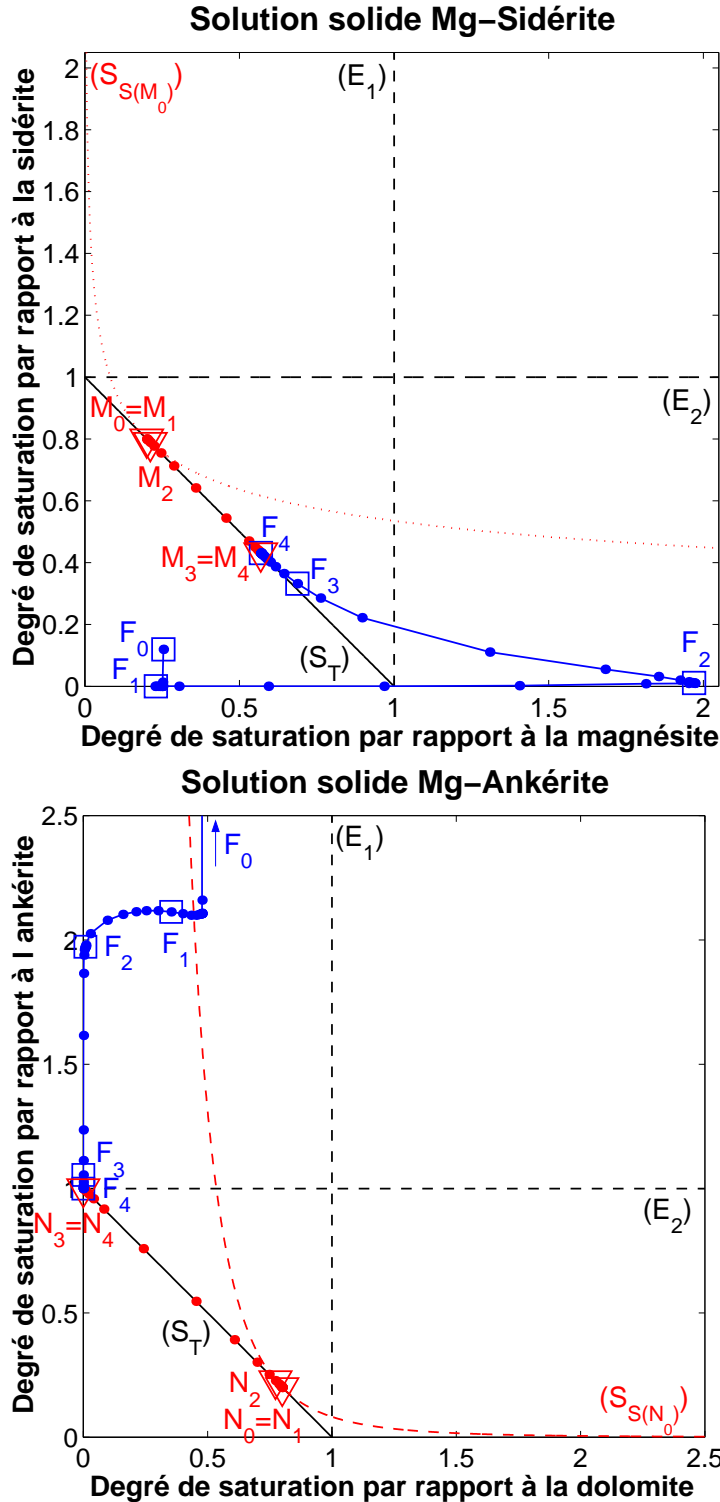 Solution solide Mg−Sidérite
Degré de saturation par rapport à la sidérite
2
1.8
1.6
1.4
1.2
1
0.8
0.6
0.4
0.2
0
(S_S(M_0))
(E_1)
(E_2)
M_0=M_1
M_2
M_3=M_4
F_4
F_3
F_2
F_0
F_1
(S_T)
0
0.5
1
1.5
2
Degré de saturation par rapport à la magnésite
Solution solide Mg−Ankérite
Degré de saturation par rapport à l ankérite
2.5
2
1.5
1
0.5
0
(E_1)
F_0
F_1
F_2
F_3
F_4
(E_2)
N_3=N_4
(S_T)
N_2
N_0=N_1
(S_S(N_0))
0
0.5
1
1.5
2
2.5
Degré de saturation par rapport à la dolomite